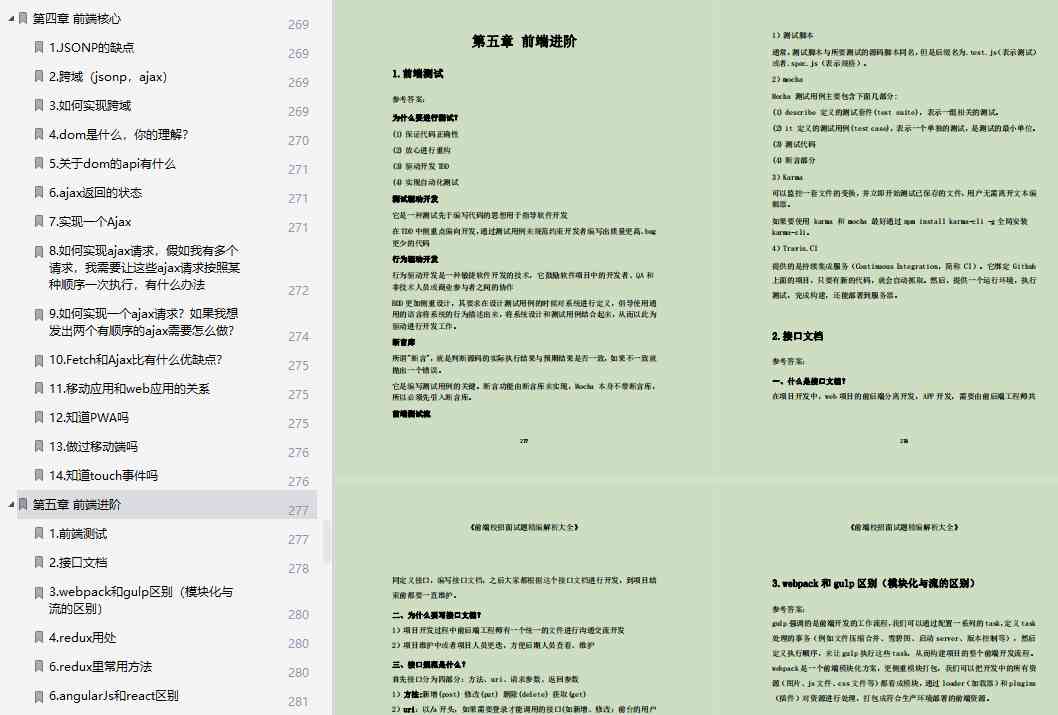 第四章 前端核心 269
1.JSONP的缺点 269
2.跨域（jsonp，ajax） 269
3.如何实现跨域 269
4.dom是什么，你的理解？ 270
5.关于dom的api有什么 271
6.ajax返回的状态 271
7.实现一个Ajax 271
8.如何实现ajax请求，假如我有多个
请求，我需要让这些ajax请求按照某
种顺序一次执行，有什么办法 272
9.如何实现一个ajax请求？如果我想
发出两个有顺序的ajax需要怎么做？ 274
10.Fetch和Ajax比有什么优缺点？ 275
11.移动应用和web应用的关系 275
12.知道PWA吗 275
13.做过移动端吗 276
14.知道touch事件吗 276
第五章 前端进阶 277
1.前端测试 277
2.接口文档 278
3.webpack和gulp区别（模块化与
流的区别） 280
4.redux用处 280
6.redux里常用方法 280
6.angularJs和react区别 281
第五章 前端进阶
1.前端测试
参考答案：
为什么要进行测试？
(1) 保证代码正确性
(2) 放心进行重构
(3) 驱动开发 TDD
(4) 实现自动化测试
测试驱动开发
它是一种测试先于编写代码的思想用于指导软件开发
在 TDD 中侧重点偏向开发，通过测试用例来规范约束开发者编写出质量更高、bug
更少的代码
行为驱动开发
行为驱动开发是一种敏捷软件开发的技术，它鼓励软件项目中的开发者、QA 和
非技术人员或商业参与者之间的协作
BDD 更加侧重设计，其要求在设计测试用例的时候对系统进行定义，倡导使用通
用的语言将系统的行为描述出来，将系统设计和测试用例结合起来，从而以此为
驱动进行开发工作。
断言库
所谓"断言"，就是判断源码的实际执行结果与预期结果是否一致，如果不一致就
抛出一个错误。
它是编写测试用例的关键。断言功能由断言库来实现，Mocha 本身不带断言库，
所以必须先引入断言库。
前端测试流
277
1）测试脚本
通常，测试脚本与所要测试的源码脚本同名，但是后缀名为.test.js(表示测试)
或者.spec.js（表示规格）。
2）mocha
Mocha 测试用例主要包含下面几部分：
(1) describe 定义的测试套件(test suite)，表示一组相关的测试。
(2) it 定义的测试用例(test case)，表示一个单独的测试，是测试的最小单位。
(3) 测试代码
(4) 断言部分
3）Karma
可以监控一套文件的变换，并立即开始测试已保存的文件，用户无需离开文本编
辑器。
如果要使用 karma 和 mocha 最好通过 npm install karma-cli -g 全局安装
karma-cli。
4）Travis.CI
提供的是持续集成服务（Continuous Integration，简称 CI）。它绑定 Github
上面的项目，只要有新的代码，就会自动抓取。然后，提供一个运行环境，执行
测试，完成构建，还能部署到服务器。
2.接口文档
参考答案：
一、什么是接口文档？
在项目开发中，web 项目的前后端分离开发，APP 开发，需要由前后端工程师共
278
《前端校招面试题精编解析大全》
同定义接口，编写接口文档，之后大家都根据这个接口文档进行开发，到项目结
束前都要一直维护。
二、为什么要写接口文档？
1）项目开发过程中前后端工程师有一个统一的文件进行沟通交流开发
2）项目维护中或者项目人员更迭，方便后期人员查看、维护
三、接口规范是什么？
首先接口分为四部分：方法、uri、请求参数、返回参数
1）方法:新增(post) 修改(put) 删除(delete) 获取(get)
2）uri: 以/a 开头，如果需要登录才能调用的接口(如新增、修改；前台的用户
《前端校招面试题精编解析大全》
3.webpack 和 gulp 区别（模块化与流的区别）
参考答案：
gulp 强调的是前端开发的工作流程，我们可以通过配置一系列的 task，定义 task
处理的事务（例如文件压缩合并、雪碧图、启动 server、版本控制等），然后
定义执行顺序，来让 gulp 执行这些 task，从而构建项目的整个前端开发流程。
webpack 是一个前端模块化方案，更侧重模块打包，我们可以把开发中的所有资
源（图片、js 文件、css 文件等）都看成模块，通过 loader（加载器）和 plugins
（插件）对资源进行处理，打包成符合生产环境部署的前端资源。